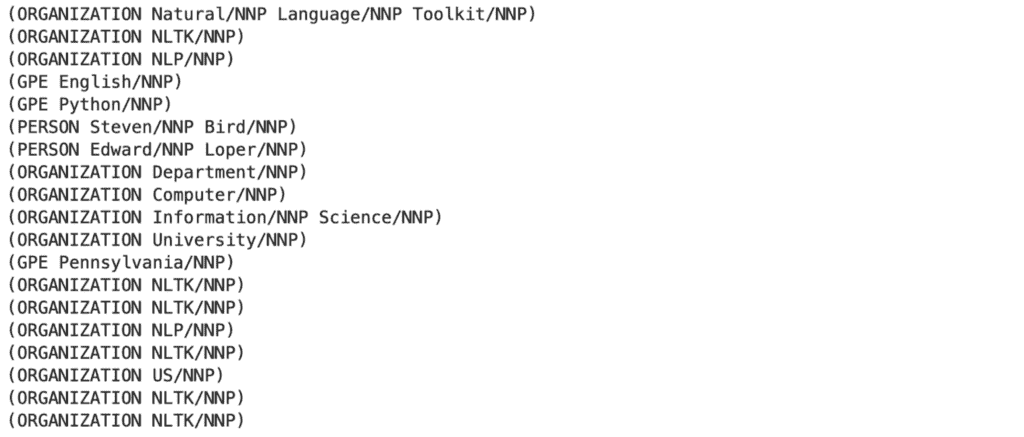 (ORGANIZATION Natural/NNP Language/NNP Toolkit/NNP)
(ORGANIZATION NLTK/NNP)
(ORGANIZATION NLP/NNP)
(GPE English/NNP)
(GPE Python/NNP)
(PERSON Steven/NNP Bird/NNP)
(PERSON Edward/NNP Loper/NNP)
(ORGANIZATION Department/NNP)
(ORGANIZATION Computer/NNP)
(ORGANIZATION Information/NNP Science/NNP)
(ORGANIZATION University/NNP)
(GPE Pennsylvania/NNP)
(ORGANIZATION NLTK/NNP)
(ORGANIZATION NLTK/NNP)
(ORGANIZATION NLP/NNP)
(ORGANIZATION NLTK/NNP)
(ORGANIZATION US/NNP)
(ORGANIZATION NLTK/NNP)
(ORGANIZATION NLTK/NNP)